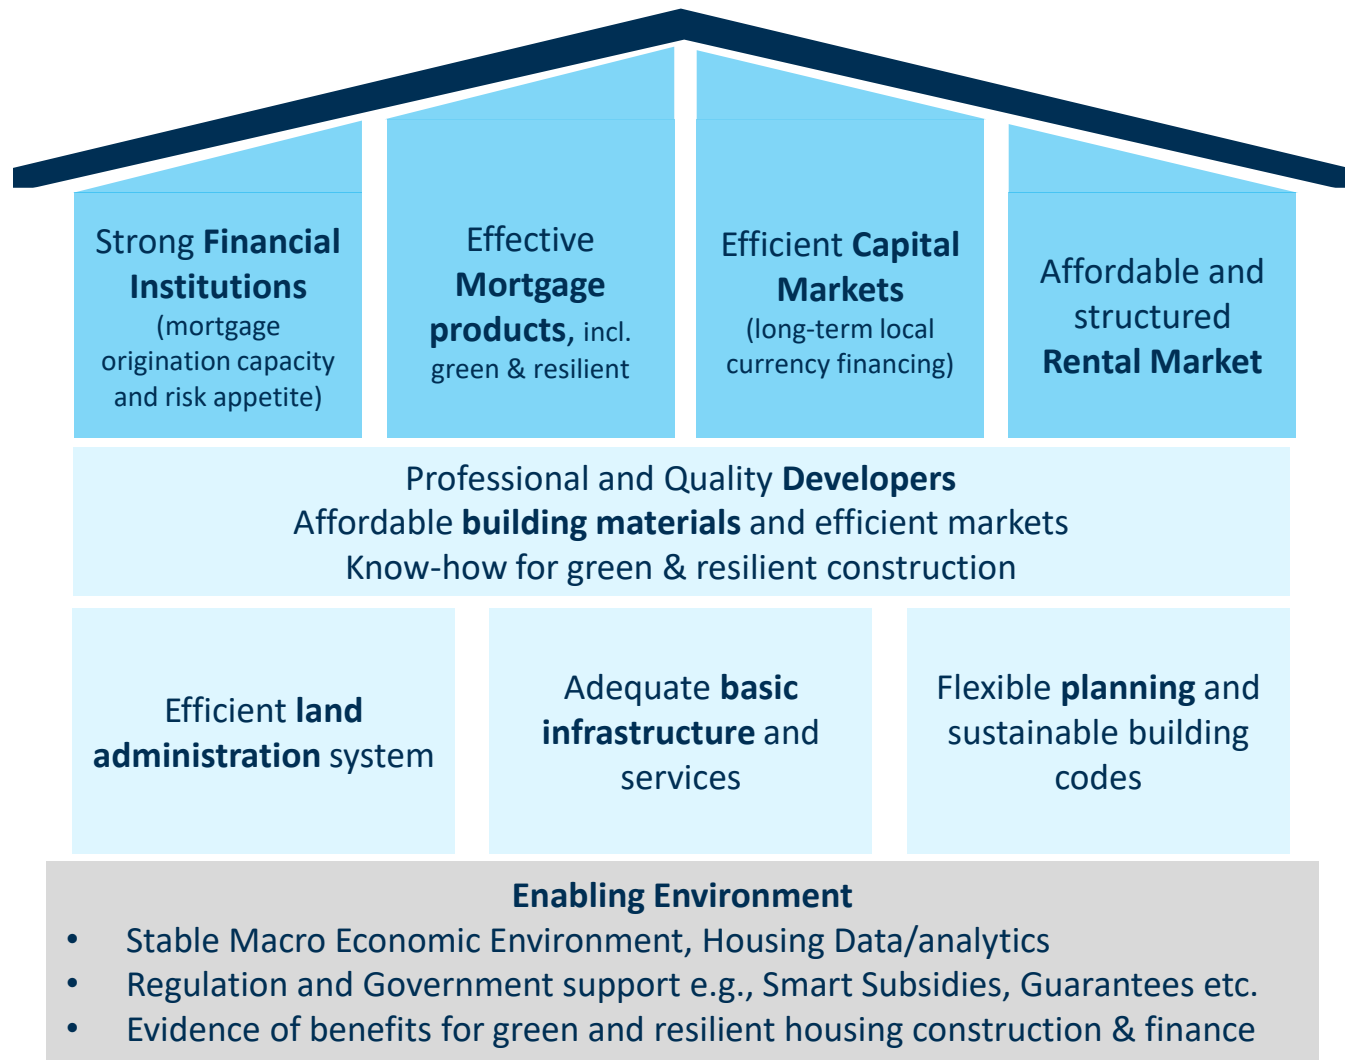 Strong Financial
Institutions
(mortgage
origination capacity
and risk appetite)
Effective
Mortgage
products, incl.
green & resilient
Efficient Capital
Markets
(long-term local
currency financing)
Affordable and
structured
Rental Market
Professional and Quality Developers
Affordable building materials and efficient markets
Know-how for green & resilient construction
Efficient land
administration system
Adequate basic
infrastructure and
services
Flexible planning and
sustainable building
codes
Enabling Environment
• Stable Macro Economic Environment, Housing Data/analytics
• Regulation and Government support e.g., Smart Subsidies, Guarantees etc.
• Evidence of benefits for green and resilient housing construction & finance